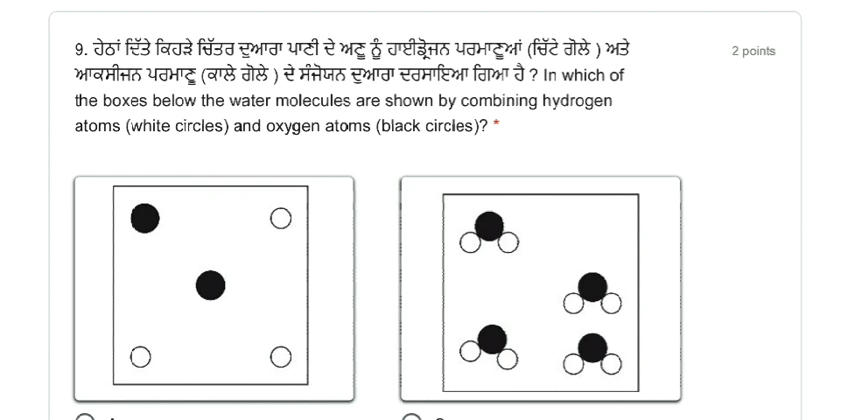 9. ਹੇਠਾਂ ਦਿੱਤੇ ਕਿਹੜੇ ਚਿੱਤਰ ਦੁਆਰਾ ਪਾਣੀ ਦੇ ਅਣੂ ਨੂੰ ਹਾਈਡ੍ਰੋਜਨ ਪਰਮਾਣੂਆਂ (ਚਿੱਟੇ ਗੋਲੇ ) ਅਤੇ
ਆਕਸੀਜਨ ਪਰਮਾਣੂ (ਕਾਲੇ ਗੋਲੇ ) ਦੇ ਸੰਜੋਯਨ ਦੁਆਰਾ ਦਰਸਾਇਆ ਗਿਆ ਹੈ ? In which of
the boxes below the water molecules are shown by combining hydrogen
atoms (white circles) and oxygen atoms (black circles)? *
2 points